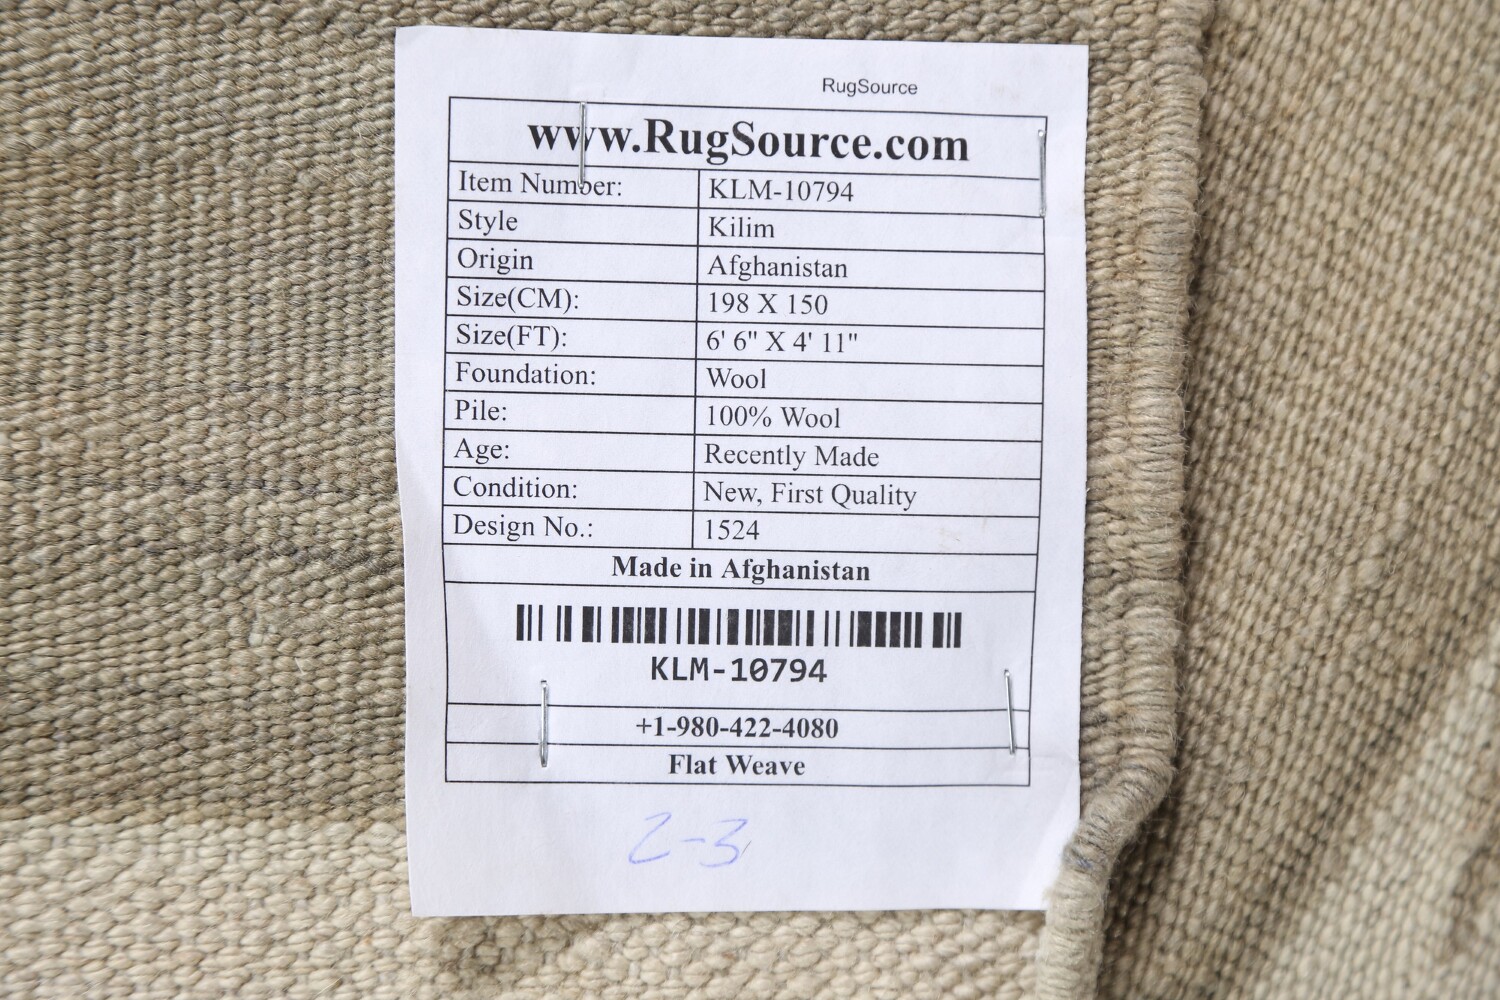 RugSource
www.RugSource.com
Item Number: KLM-10794
Style Kilim
Origin Afghanistan
Size(CM): 198 X 150
Size(FT): 6' 6" X 4' 11"
Foundation: Wool
Pile: 100% Wool
Age: Recently Made
Condition: New, First Quality
Design No.: 1524
Made in Afghanistan
KLM-10794
+1-980-422-4080
Flat Weave
2-3